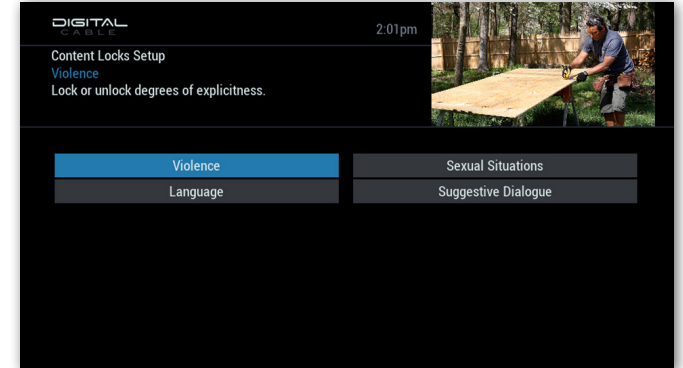 DIGITAL
CABLE
2:01pm
Content Locks Setup
Violence
Lock or unlock degrees of explicitness.
Violence
Sexual Situations
Language
Suggestive Dialogue